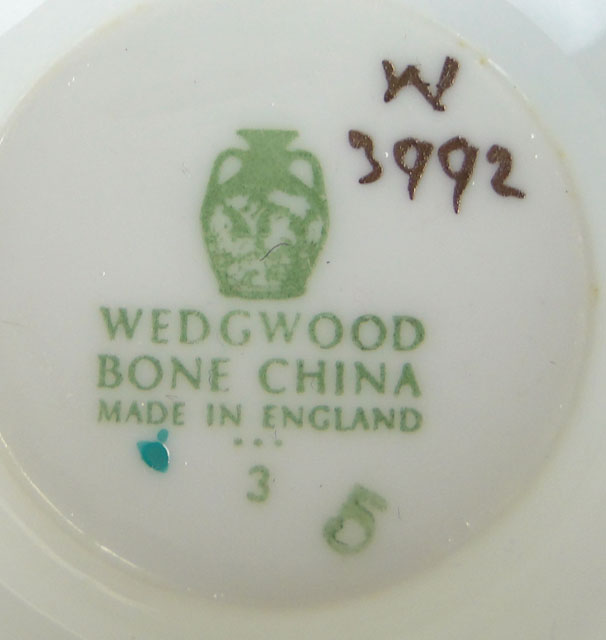 W
3992
WEDGWOOD
BONE CHINA
MADE IN ENGLAND
...
3
5